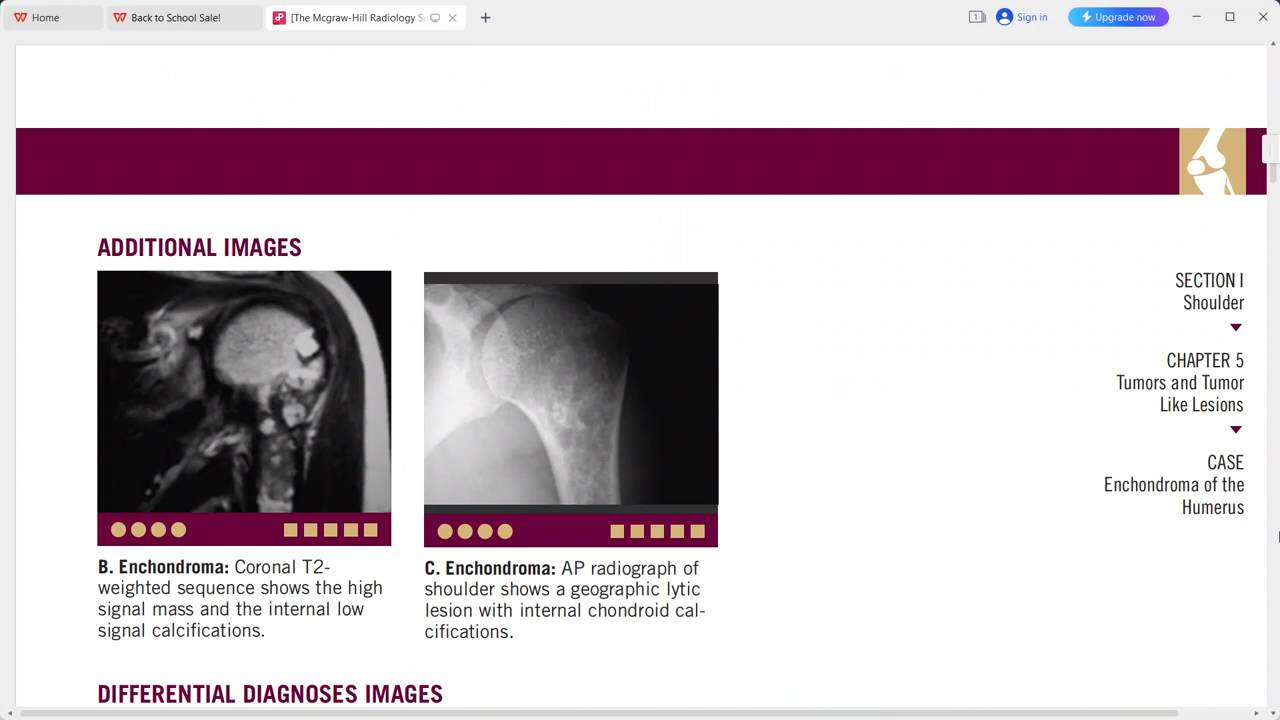 Home
Back to School Sale!
[The Mcgraw-Hill Radiology S
1
Sign in
Upgrade now
ADDITIONAL IMAGES
B. Enchondroma: Coronal T2-
weighted sequence shows the high
signal mass and the internal low
signal calcifications.
C. Enchondroma: AP radiograph of
shoulder shows a geographic lytic
lesion with internal chondroid cal-
cifications.
SECTION I
Shoulder
CHAPTER 5
Tumors and Tumor
Like Lesions
CASE
Enchondroma of the
Humerus
DIFFERENTIAL DIAGNOSES IMAGES